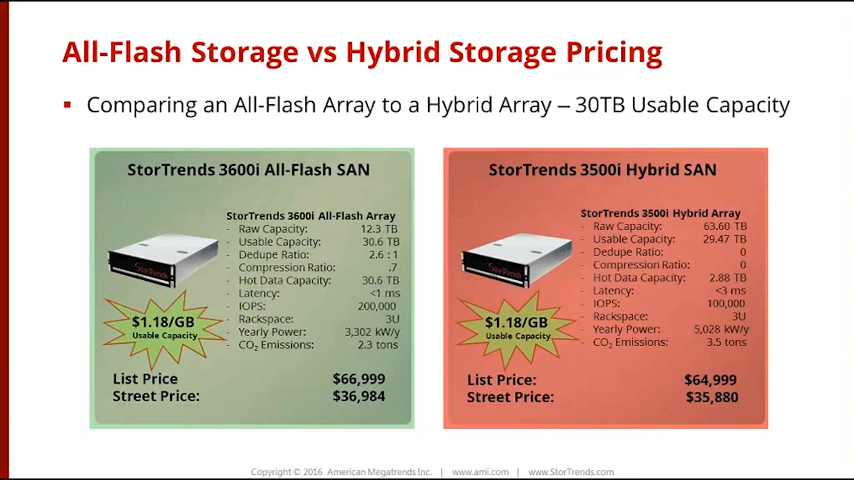 All-Flash Storage vs Hybrid Storage Pricing
▪ Comparing an All-Flash Array to a Hybrid Array – 30TB Usable Capacity
StorTrends 3600i All-Flash SAN
StorTrends 3600i All-Flash Array
- Raw Capacity: 12.3 TB
- Usable Capacity: 30.6 TB
- Dedupe Ratio: 2.6 : 1
- Compression Ratio: .7
- Hot Data Capacity: 30.6 TB
- Latency: <1 ms
- IOPS: 200,000
- Rackspace: 3U
- Yearly Power: 3,302 kW/y
- CO₂ Emissions: 2.3 tons
StorTrends
$1.18/GB
Usable Capacity
List Price $66,999
Street Price: $36,984
StorTrends 3500i Hybrid SAN
StorTrends 3500i Hybrid Array
- Raw Capacity: 63.60 TB
- Usable Capacity: 29.47 TB
- Dedupe Ratio: 0
- Compression Ratio: 0
- Hot Data Capacity: 2.88 TB
- Latency: <3 ms
- IOPS: 100,000
- Rackspace: 3U
- Yearly Power: 5,028 kW/y
- CO₂ Emissions: 3.5 tons
StorTrends
$1.18/GB
Usable Capacity
List Price: $64,999
Street Price: $35,880
Copyright © 2016 American Megatrends Inc. | www.ami.com | www.StorTrends.com